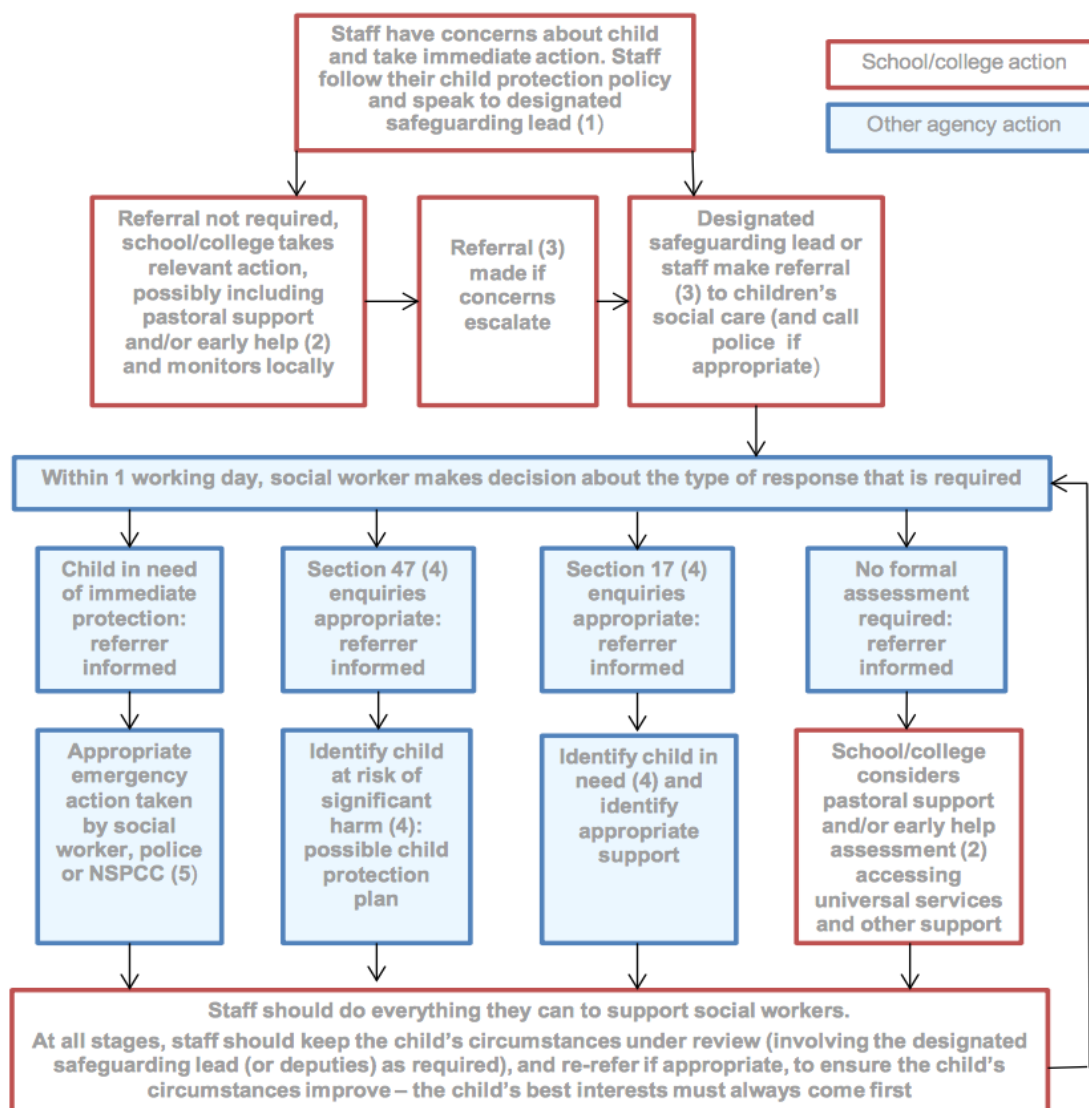 Staff have concerns about child
and take immediate action. Staff
follow their child protection policy
and speak to designated
safeguarding lead (1)
School/college action
Other agency action
Referral not required,
school/college takes
relevant action,
possibly including
pastoral support
and/or early help (2)
and monitors locally
Referral (3)
made if
concerns
escalate
Designated
safeguarding lead or
staff make referral
(3) to children’s
social care (and call
police if
appropriate)
Within 1 working day, social worker makes decision about the type of response that is required
Child in need
of immediate
protection:
referrer
informed
Section 47 (4)
enquiries
appropriate:
referrer
informed
Section 17 (4)
enquiries
appropriate:
referrer
informed
No formal
assessment
required:
referrer
informed
Appropriate
emergency
action taken
by social
worker, police
or NSPCC (5)
Identify child
at risk of
significant
harm (4):
possible child
protection
plan
Identify child in
need (4) and
identify
appropriate
support
School/college
considers
pastoral support
and/or early help
assessment (2)
accessing
universal services
and other support
Staff should do everything they can to support social workers.
At all stages, staff should keep the child’s circumstances under review (involving the designated
safeguarding lead (or deputies) as required), and re-refer if appropriate, to ensure the child’s
circumstances improve – the child’s best interests must always come first